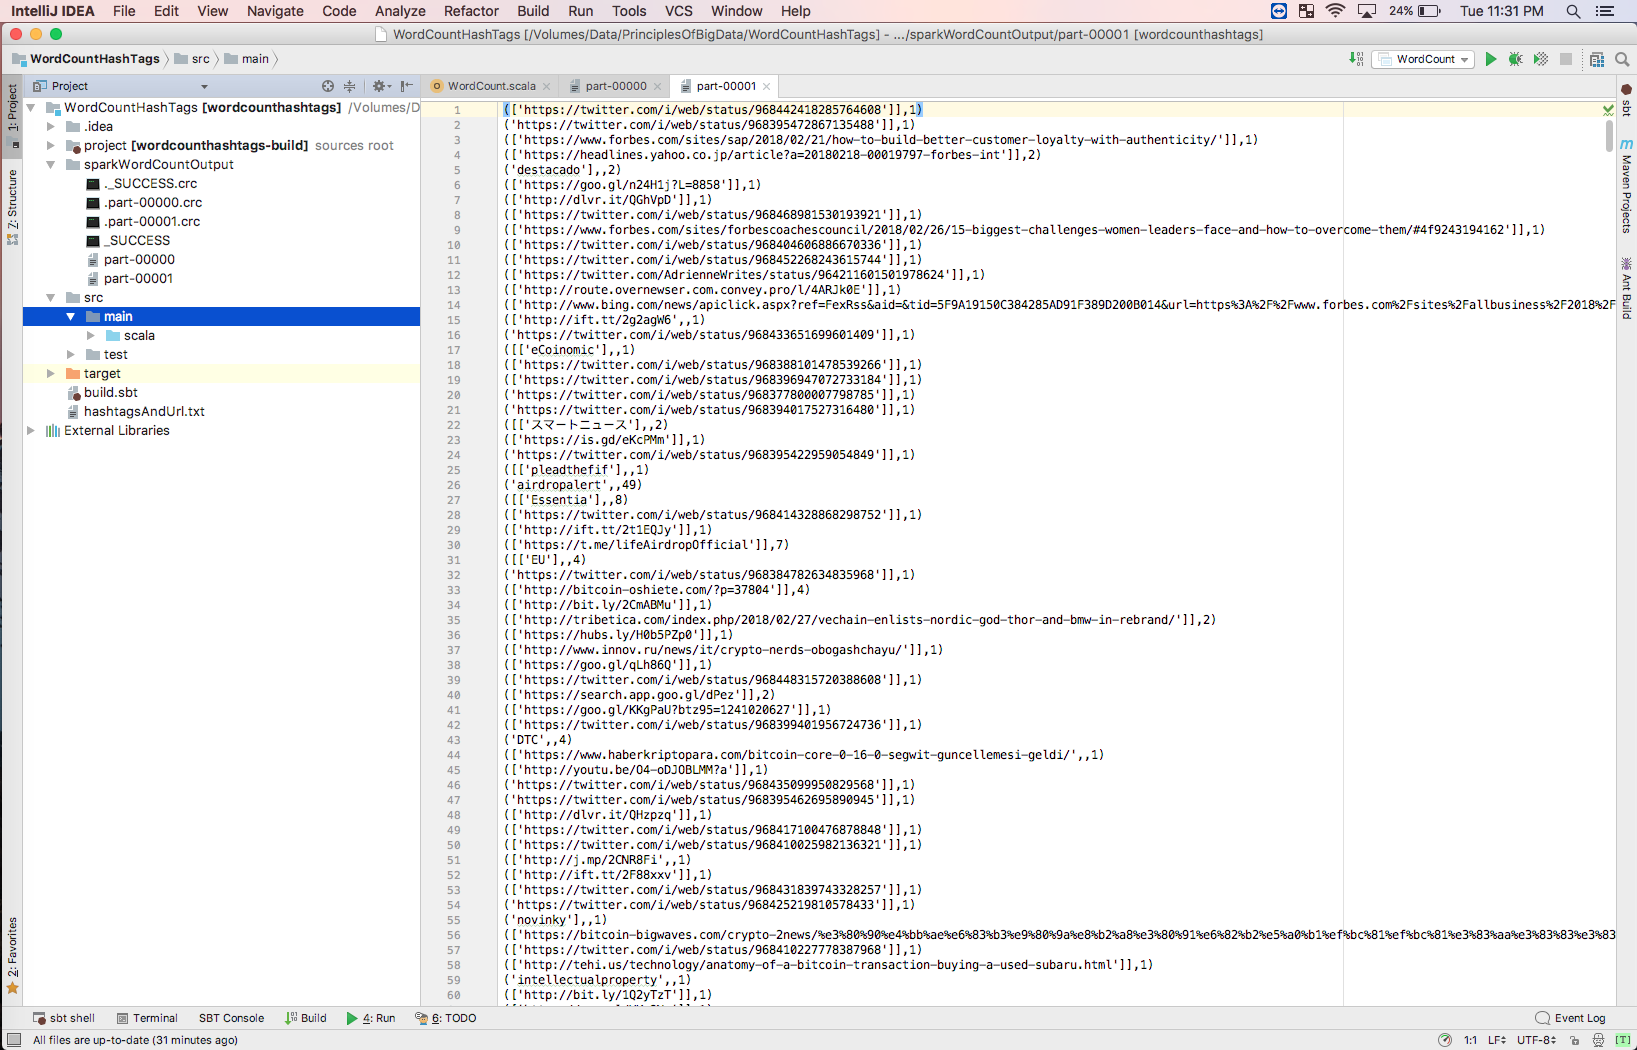 IntelliJ IDEA File Edit View Navigate Code Analyze Refactor Build Run Tools VCS Window Help 24% Tue 11:31 PM
WordCountHashTags [/Volumes/Data/PrinciplesOfBigData/WordCountHashTags] - .../sparkWordCountOutput/part-00001 [wordcounthashtags]
WordCountHashTags src main WordCount
Project WordCount.scala part-00000 part-00001
1: Project
Z: Structure
2: Favorites
WordCountHashTags [wordcounthashtags] /Volumes/D
.idea
project [wordcounthashtags-build] sources root
sparkWordCountOutput
._SUCCESS.crc
.part-00000.crc
.part-00001.crc
_SUCCESS
part-00000
part-00001
src
main
scala
test
target
build.sbt
hashtagsAndUrl.txt
External Libraries
1 (['https://twitter.com/i/web/status/968442418285764608']],1)
2 ('https://twitter.com/i/web/status/968395472867135488']],1)
3 (['https://www.forbes.com/sites/sap/2018/02/21/how-to-build-better-customer-loyalty-with-authenticity/']],1)
4 (['https://headlines.yahoo.co.jp/article?a=20180218-00019797-forbes-int']],2)
5 ('destacado'],,2)
6 (['https://goo.gl/n24H1j?L=8858']],1)
7 (['http://dlvr.it/QGhVpD']],1)
8 (['https://twitter.com/i/web/status/968468981530193921']],1)
9 (['https://www.forbes.com/sites/forbescoachescouncil/2018/02/26/15-biggest-challenges-women-leaders-face-and-how-to-overcome-them/#4f9243194162']],1)
10 (['https://twitter.com/i/web/status/968404606886670336']],1)
11 (['https://twitter.com/i/web/status/968452268243615744']],1)
12 (['https://twitter.com/AdrienneWrites/status/964211601501978624']],1)
13 (['http://route.overnewser.com.convey.pro/l/4ARJk0E']],1)
14 (['http://www.bing.com/news/apiclick.aspx?ref=FexRss&aid=&tid=5F9A19150C384285AD91F389D200B014&url=https%3A%2F%2Fwww.forbes.com%2Fsites%2Fallbusiness%2F2018%2F
15 (['http://ift.tt/2g2agW6',,1)
16 ('https://twitter.com/i/web/status/968433651699601409']],1)
17 ([['eCoinomic'],,1)
18 (['https://twitter.com/i/web/status/968388101478539266']],1)
19 (['https://twitter.com/i/web/status/968396947072733184']],1)
20 ('https://twitter.com/i/web/status/968377800007798785']],1)
21 ('https://twitter.com/i/web/status/968394017527316480']],1)
22 ([['スマートニュース'],,2)
23 (['https://is.gd/eKcPMm']],1)
24 ('https://twitter.com/i/web/status/968395422959054849']],1)
25 ([['pleadthefif'],,1)
26 ('airdropalert',,49)
27 ([['Essentia'],,8)
28 (['https://twitter.com/i/web/status/968414328868298752']],1)
29 (['http://ift.tt/2t1EQJy']],1)
30 (['https://t.me/lifeAirdropOfficial']],7)
31 ([['EU'],,4)
32 ('https://twitter.com/i/web/status/968384782634835968']],1)
33 (['http://bitcoin-oshiete.com/?p=37804']],4)
34 (['http://bit.ly/2CmABMu']],1)
35 (['http://tribetica.com/index.php/2018/02/27/vechain-enlists-nordic-god-thor-and-bmw-in-rebrand/']],2)
36 (['https://hubs.ly/H0b5PZp0']],1)
37 (['http://www.innov.ru/news/it/crypto-nerds-obogashchayu/']],1)
38 (['https://goo.gl/qLh86Q']],1)
39 (['https://twitter.com/i/web/status/968448315720388608']],1)
40 (['https://search.app.goo.gl/dPez']],2)
41 (['https://goo.gl/KKgPaU?btz95=1241020627']],1)
42 (['https://twitter.com/i/web/status/968399401956724736']],1)
43 ('DTC',,4)
44 (['https://www.haberkriptopara.com/bitcoin-core-0-16-0-segwit-guncellemesi-geldi/',,1)
45 (['http://youtu.be/O4-oDJOBLMM?a']],1)
46 ('https://twitter.com/i/web/status/968435099950829568']],1)
47 ('https://twitter.com/i/web/status/968395462695890945']],1)
48 (['http://dlvr.it/QHzpzq']],1)
49 (['https://twitter.com/i/web/status/968417100476878848']],1)
50 (['https://twitter.com/i/web/status/968410025982136321']],1)
51 (['http://j.mp/2CNR8Fi',,1)
52 (['http://ift.tt/2F88xxv']],1)
53 (['https://twitter.com/i/web/status/968431839743328257']],1)
54 ('https://twitter.com/i/web/status/968425219810578433']],1)
55 ('novinky'],,1)
56 (['https://bitcoin-bigwaves.com/crypto-2news/%e3%80%90%e4%bb%ae%e6%83%b3%e9%80%9a%e8%b2%a8%e3%80%91%e6%82%b2%e5%a0%b1%ef%bc%81%ef%bc%81%e3%83%aa%e3%83%83%e3%83
57 (['https://twitter.com/i/web/status/968410227778387968']],1)
58 (['http://tehi.us/technology/anatomy-of-a-bitcoin-transaction-buying-a-used-subaru.html']],1)
59 ('intellectualproperty',,1)
60 (['http://bit.ly/1Q2yTzT']],1)
sbt
Maven Projects
Ant Build
sbt shell Terminal SBT Console Build 4: Run 6: TODO Event Log
All files are up-to-date (31 minutes ago) 1:1 LF UTF-8 [T]